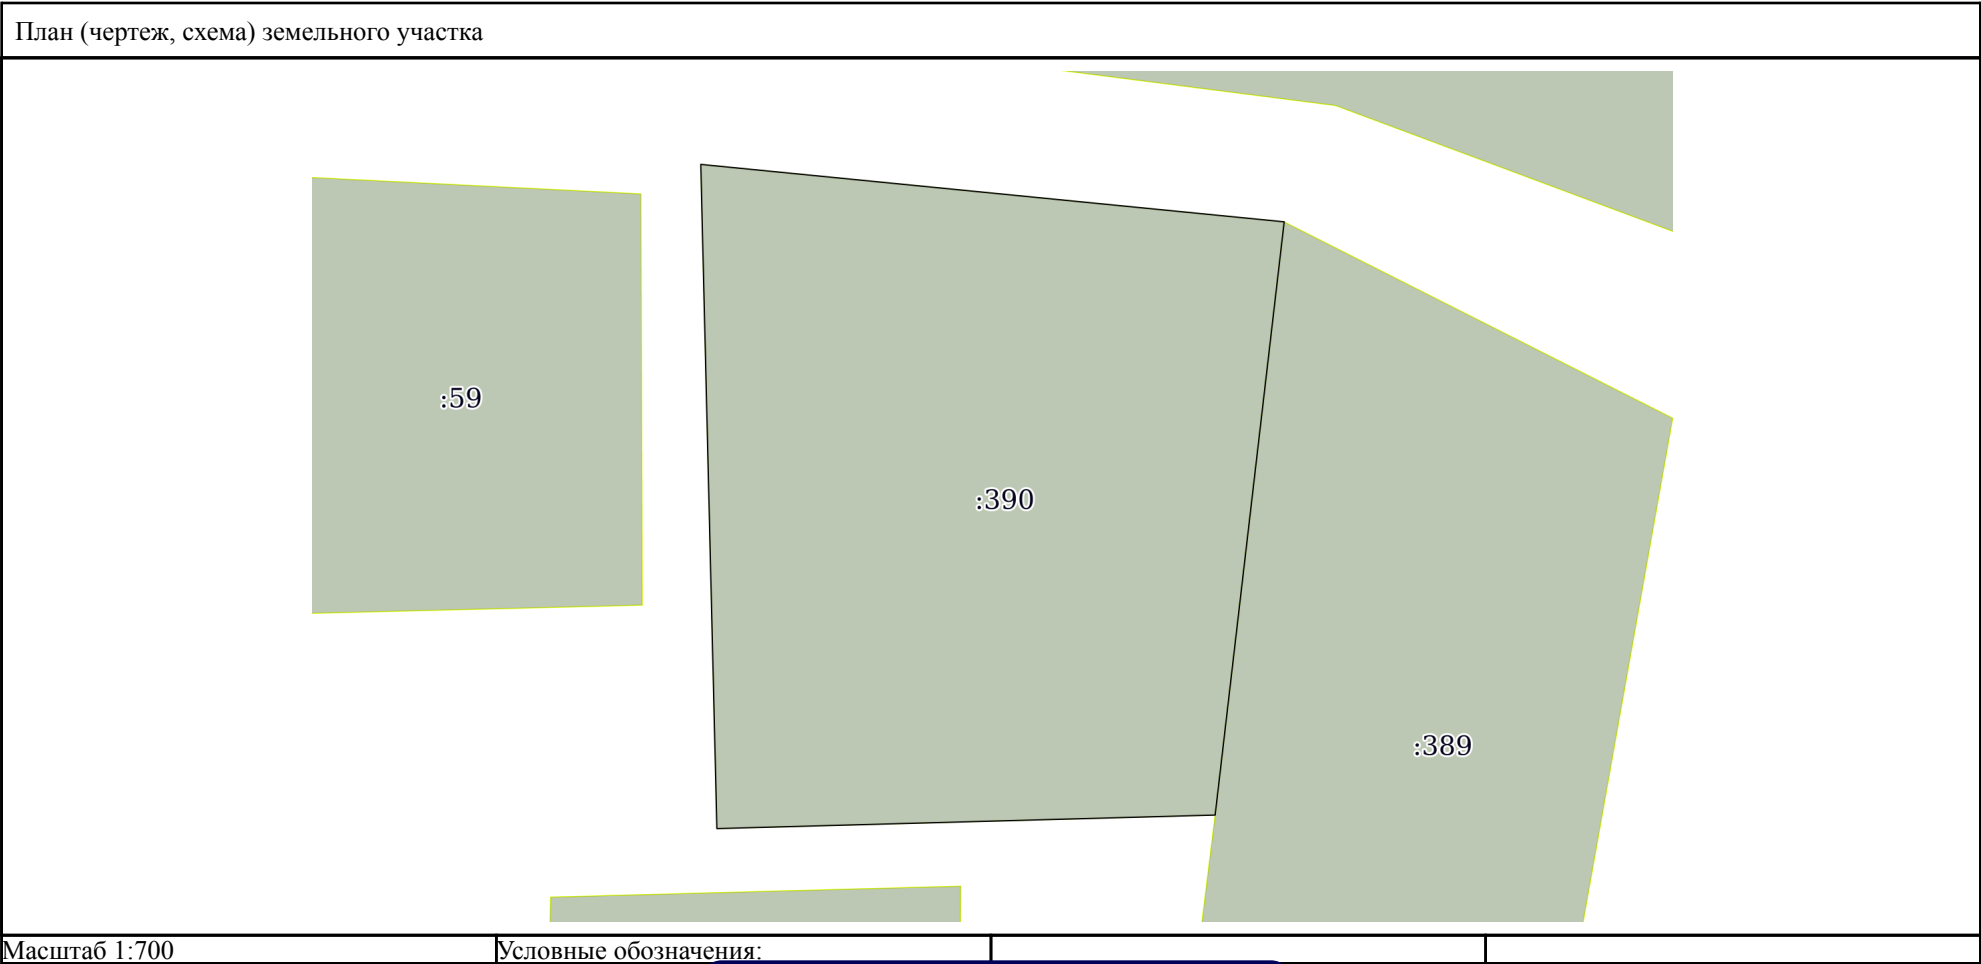 План (чертеж, схема) земельного участка
:59
:390
:389
Масштаб 1:700
Условные обозначения: